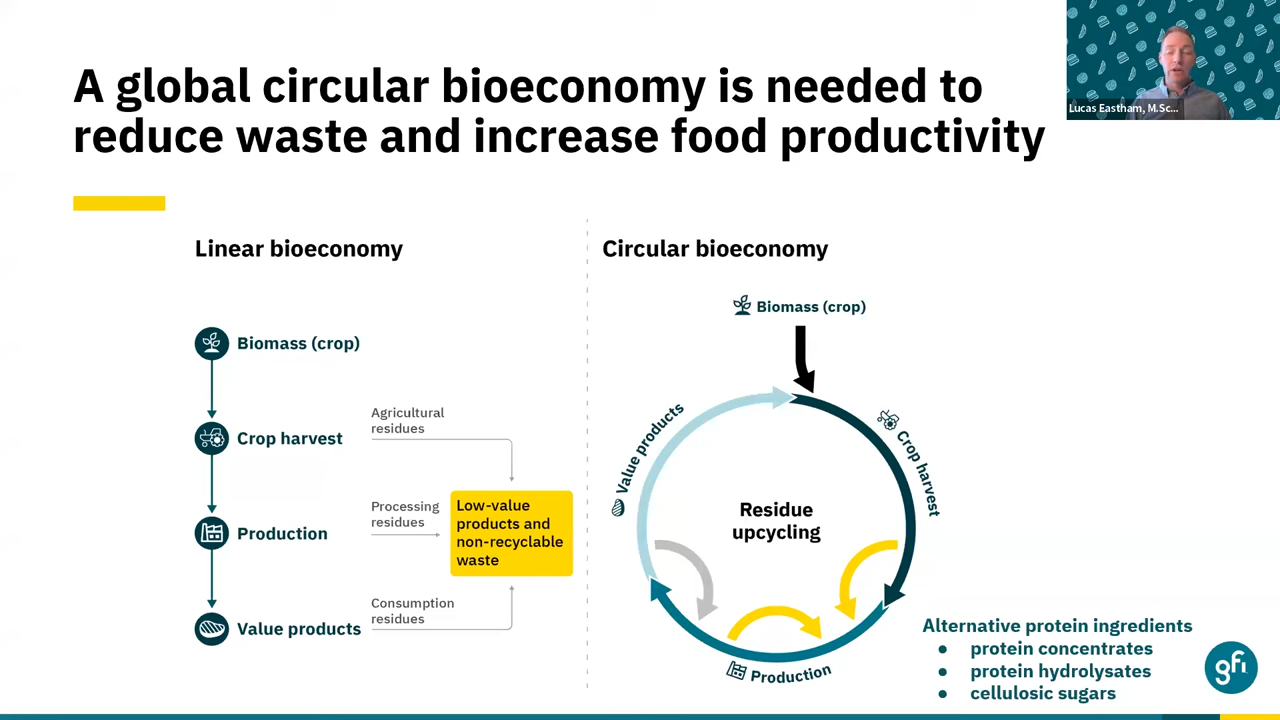 A global circular bioeconomy is needed to
reduce waste and increase food productivity
Lucas Eastham, M.Sc...
Linear bioeconomy
Biomass (crop)
Crop harvest
Production
Value products
Agricultural
residues
Processing
residues
Consumption
residues
Low-value
products and
non-recyclable
waste
Circular bioeconomy
Biomass (crop)
Crop harvest
Value products
Residue
upcycling
Production
Alternative protein ingredients
● protein concentrates
● protein hydrolysates
● cellulosic sugars
gfi